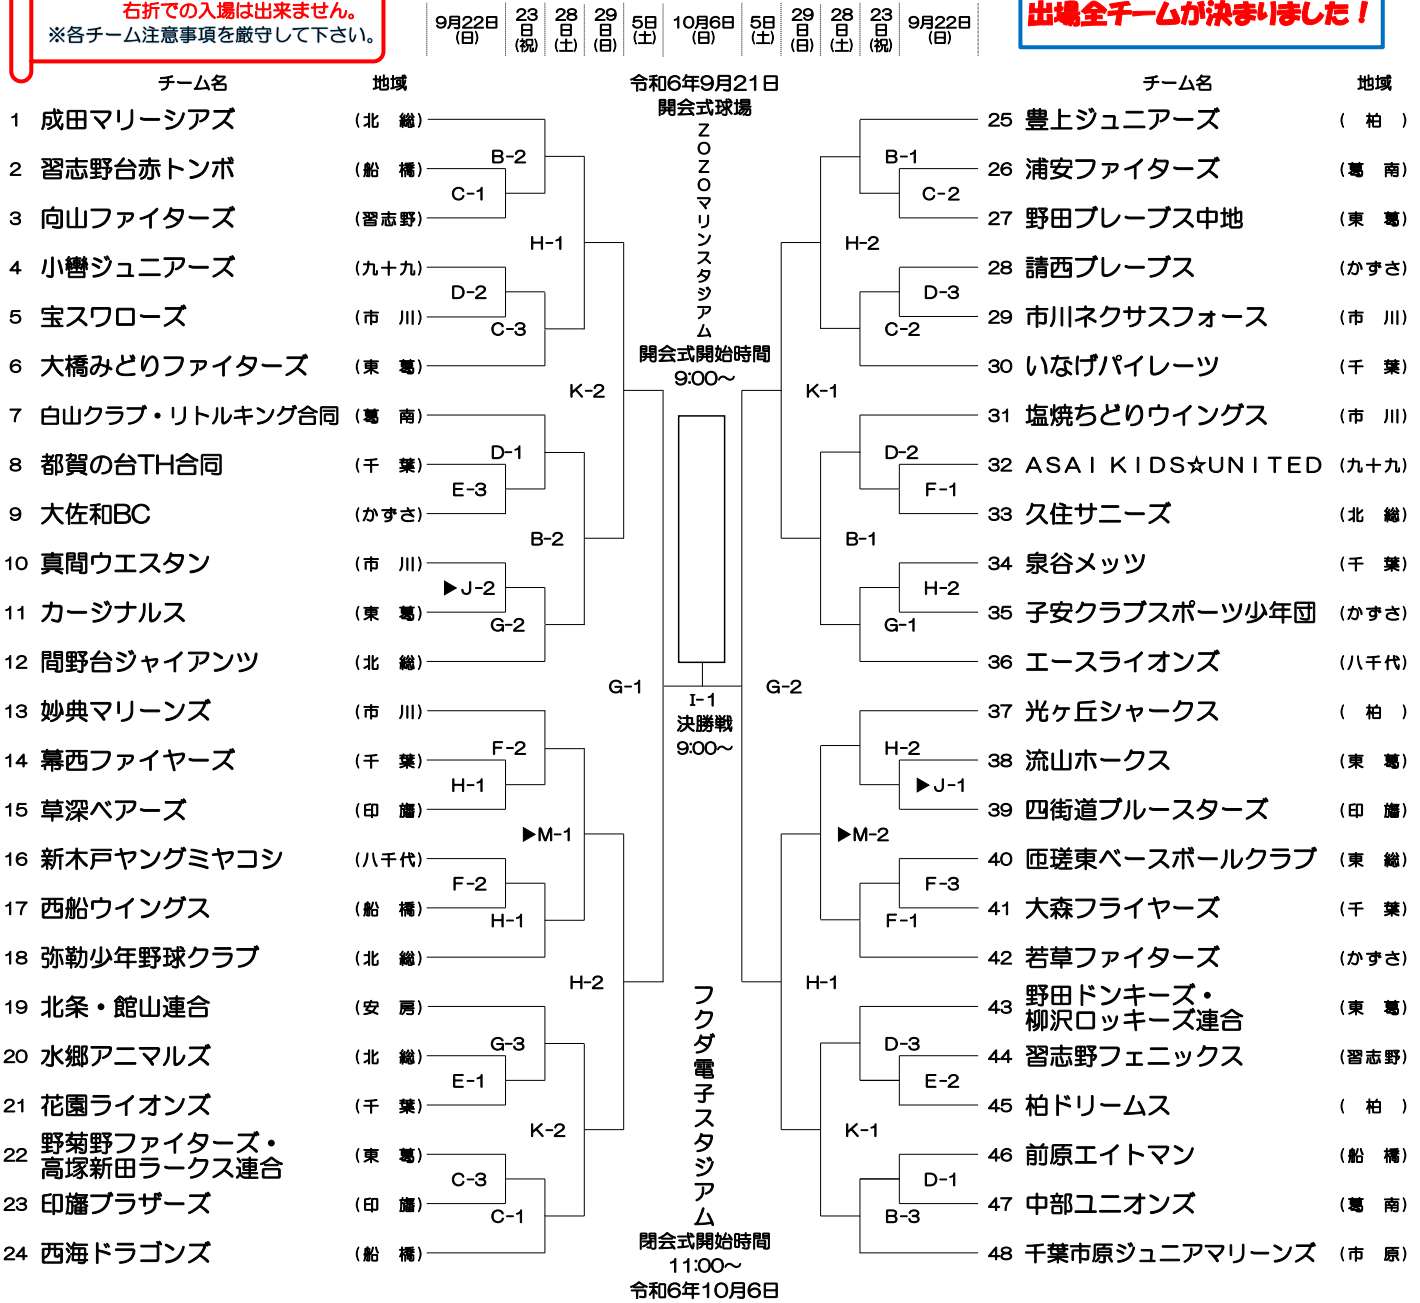 右折での入場は出来ません。
※各チーム注意事項を厳守して下さい。
出場全チームが決まりました！
9月22日(日) 23日(祝) 28日(土) 29日(日) 5日(土) 10月6日(日) 5日(土) 29日(日) 28日(土) 23日(祝) 9月22日(日)
チーム名 地域
1 成田マリーシアズ (北 総)
2 習志野台赤トンボ (船 橋)
3 向山ファイターズ (習志野)
4 小轡ジュニアーズ (九十九)
5 宝スワローズ (市 川)
6 大橋みどりファイターズ (東 葛)
7 白山クラブ・リトルキング合同 (葛 南)
8 都賀の台TH合同 (千 葉)
9 大佐和BC (かずさ)
10 真間ウエスタン (市 川)
11 カージナルス (東 葛)
12 間野台ジャイアンツ (北 総)
13 妙典マリーンズ (市 川)
14 幕西ファイヤーズ (千 葉)
15 草深ベアーズ (印 旛)
16 新木戸ヤングミヤコシ (八千代)
17 西船ウイングス (船 橋)
18 弥勒少年野球クラブ (北 総)
19 北条・館山連合 (安 房)
20 水郷アニマルズ (北 総)
21 花園ライオンズ (千 葉)
22 野菊野ファイターズ・
高塚新田ラークス連合 (東 葛)
23 印旛ブラザーズ (印 旛)
24 西海ドラゴンズ (船 橋)
B-2
C-1
H-1
D-2
C-3
K-2
D-1
E-3
B-2
▶J-2
G-2
G-1
F-2
H-1
▶M-1
F-2
H-1
H-2
G-3
E-1
K-2
C-3
C-1
令和6年9月21日
開会式球場
ZOZOマリンスタジアム
開会式開始時間
9:00～
I-1
決勝戦
9:00～
フクダ電子スタジアム
閉会式開始時間
11:00～
令和6年10月6日
B-1
C-2
H-2
D-3
C-2
K-1
D-2
F-1
B-1
H-2
G-1
G-2
H-2
▶J-1
▶M-2
F-3
F-1
H-1
D-3
E-2
K-1
D-1
B-3
チーム名 地域
25 豊上ジュニアーズ ( 柏 )
26 浦安ファイターズ (葛 南)
27 野田ブレーブス中地 (東 葛)
28 請西ブレーブス (かずさ)
29 市川ネクサスフォース (市 川)
30 いなげパイレーツ (千 葉)
31 塩焼ちどりウイングス (市 川)
32 ASAI KIDS☆UNITED (九十九)
33 久住サニーズ (北 総)
34 泉谷メッツ (千 葉)
35 子安クラブスポーツ少年団 (かずさ)
36 エースライオンズ (八千代)
37 光ヶ丘シャークス ( 柏 )
38 流山ホークス (東 葛)
39 四街道ブルースターズ (印 旛)
40 匝瑳東ベースボールクラブ (東 総)
41 大森フライヤーズ (千 葉)
42 若草ファイターズ (かずさ)
43 野田ドンキーズ・
柳沢ロッキーズ連合 (東 葛)
44 習志野フェニックス (習志野)
45 柏ドリームス ( 柏 )
46 前原エイトマン (船 橋)
47 中部ユニオンズ (葛 南)
48 千葉市原ジュニアマリーンズ (市 原)